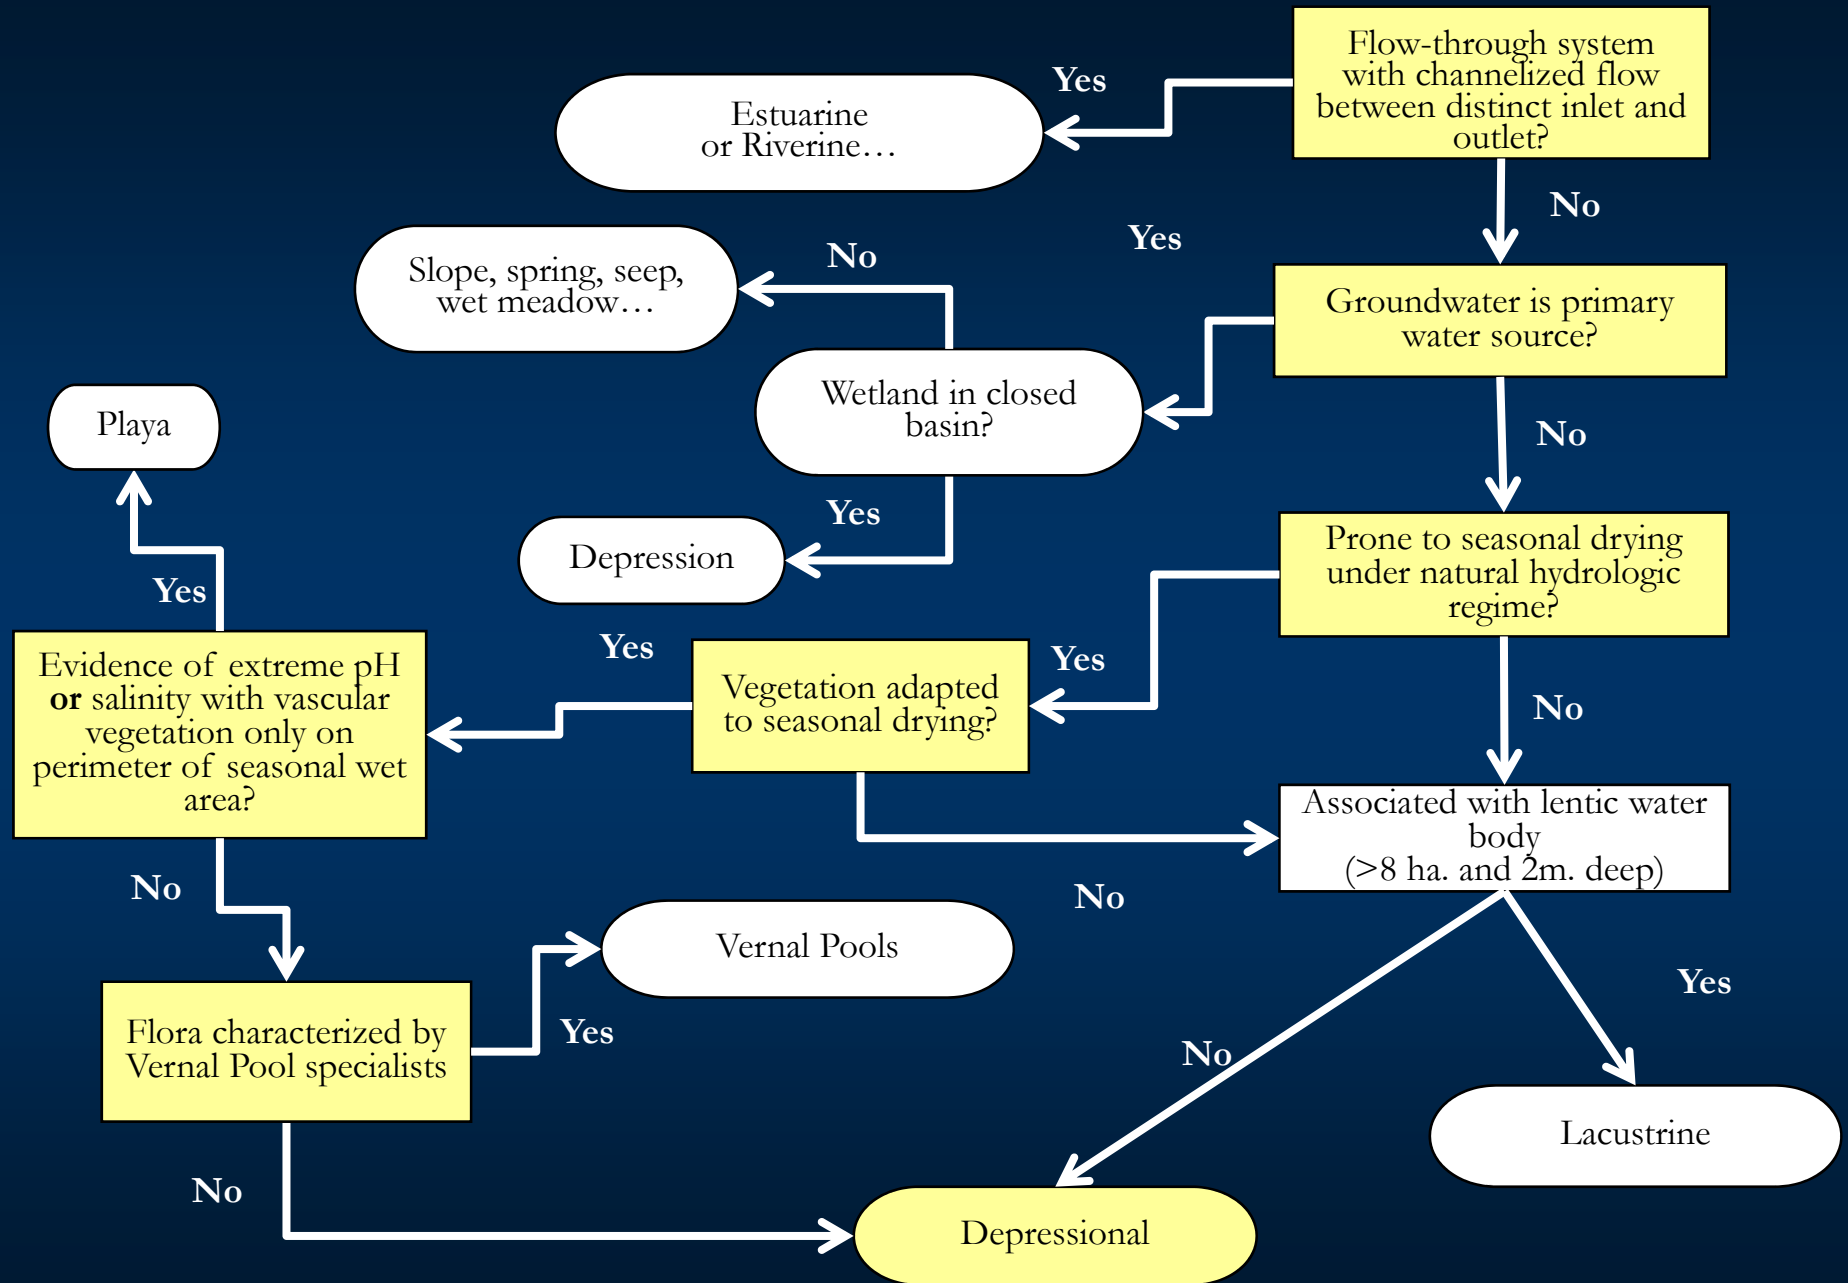 Flow-through system
with channelized flow
between distinct inlet and
outlet?
Yes
Estuarine
or Riverine…
No
Yes
Groundwater is primary
water source?
No
Slope, spring, seep,
wet meadow…
Wetland in closed
basin?
Playa
No
Yes
Depression
Prone to seasonal drying
under natural hydrologic
regime?
Yes
Evidence of extreme pH
or salinity with vascular
vegetation only on
perimeter of seasonal wet
area?
Yes
Vegetation adapted
to seasonal drying?
Yes
No
Associated with lentic water
body
(>8 ha. and 2m. deep)
No
No
Vernal Pools
Yes
Flora characterized by
Vernal Pool specialists
Yes
No
Lacustrine
No
Depressional